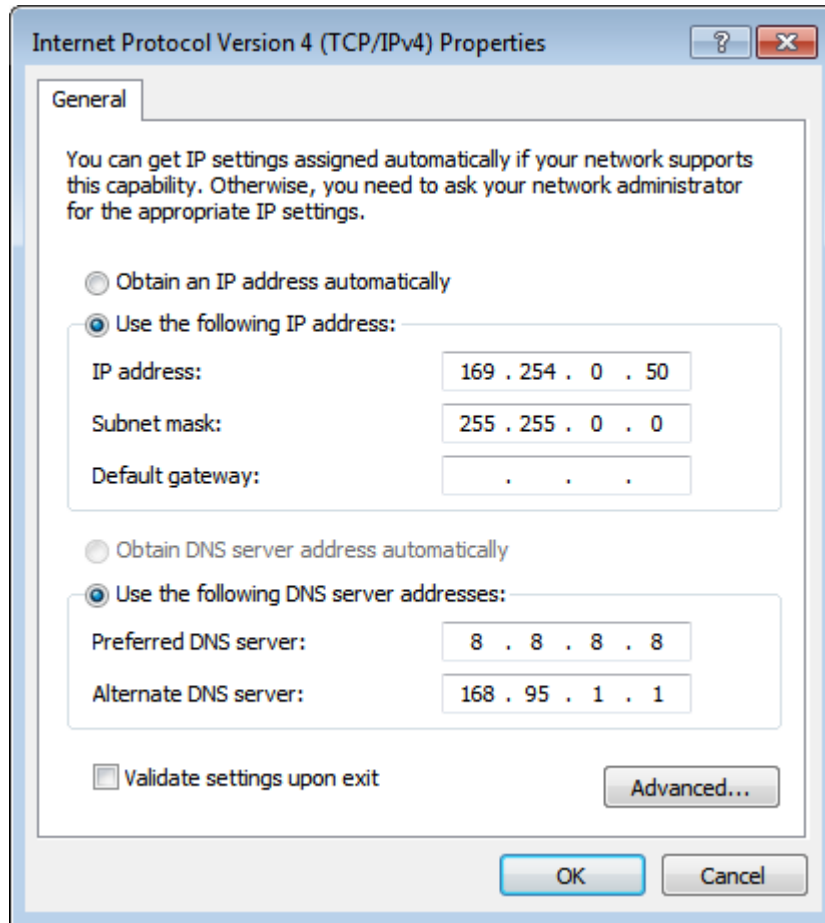 Internet Protocol Version 4 (TCP/IPv4) Properties
General
You can get IP settings assigned automatically if your network supports
this capability. Otherwise, you need to ask your network administrator
for the appropriate IP settings.
Obtain an IP address automatically
Use the following IP address:
IP address: 169 . 254 . 0 . 50
Subnet mask: 255 . 255 . 0 . 0
Default gateway: . . .
Obtain DNS server address automatically
Use the following DNS server addresses:
Preferred DNS server: 8 . 8 . 8 . 8
Alternate DNS server: 168 . 95 . 1 . 1
Validate settings upon exit
Advanced...
OK Cancel